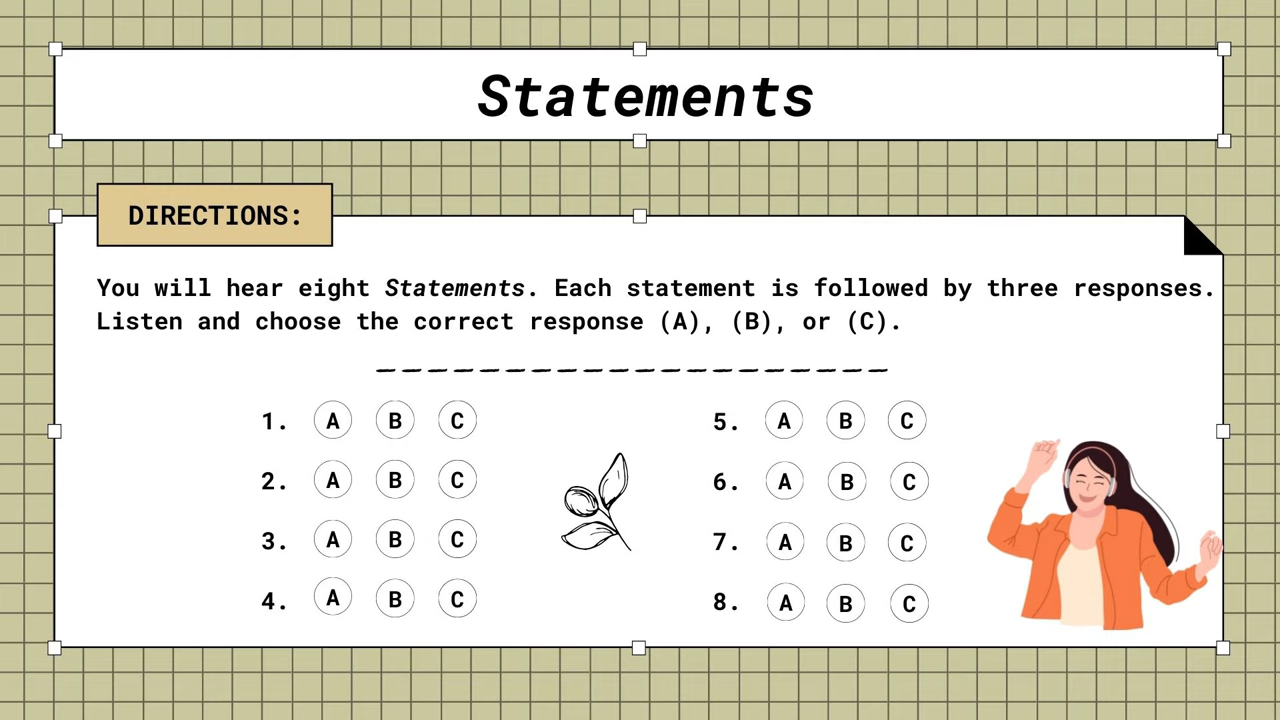 Statements
DIRECTIONS:
You will hear eight Statements. Each statement is followed by three responses.
Listen and choose the correct response (A), (B), or (C).
1. A B C
2. A B C
3. A B C
4. A B C
5. A B C
6. A B C
7. A B C
8. A B C